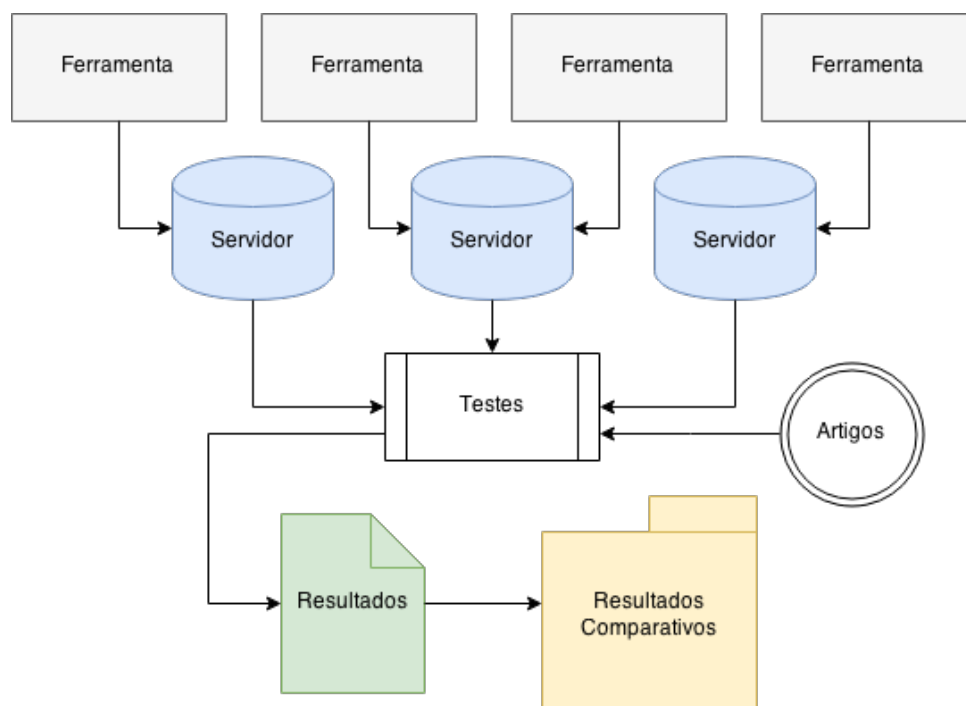 Ferramenta
Ferramenta
Ferramenta
Ferramenta
Servidor
Servidor
Servidor
Testes
Artigos
Resultados
Resultados
Comparativos